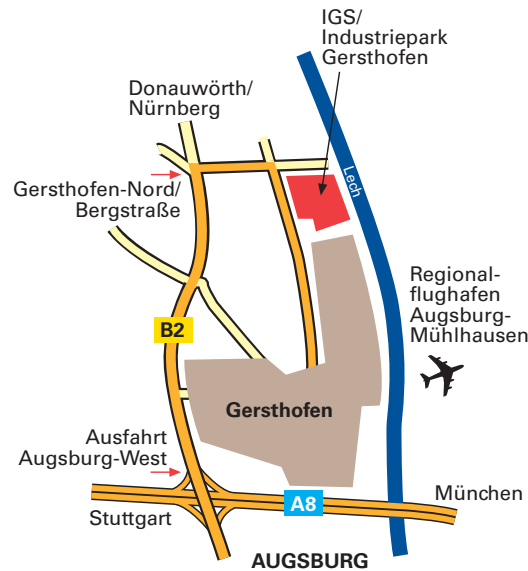 IGS/
Industriepark
Gersthofen
Donauwörth/
Nürnberg
Gersthofen-Nord/
Bergstraße
Lech
Regional-
flughafen
Augsburg-
Mühlhausen
B2
Gersthofen
Ausfahrt
Augsburg-West
Stuttgart
A8
München
AUGSBURG